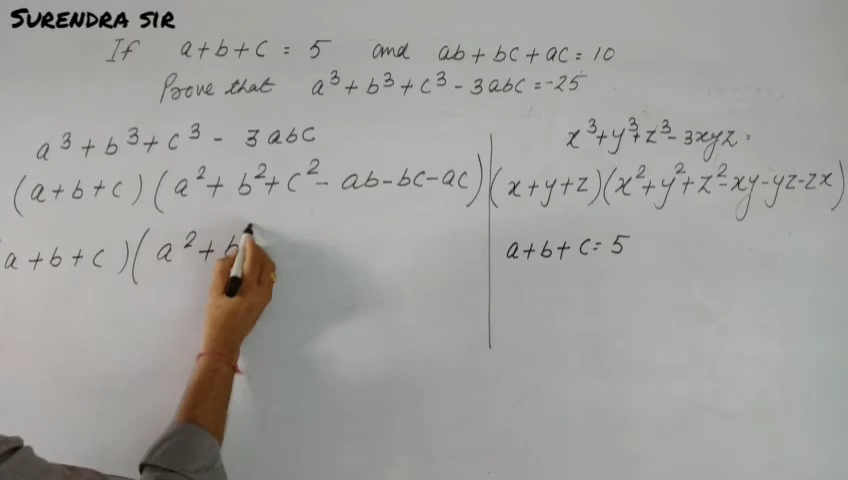 SURENDRA SIR
If a+b+c = 5 and ab+bc+ac=10
Prove that a³+b³+c³-3abc=-25
a³+b³+c³- 3abc
(a+b+c)(a²+b²+c²-ab-bc-ac)
a+b+c)(a²+b
x³+y³+z³-3xyz=
(x+y+z)(x²+y²+z²-xy-yz-zx)
a+b+c=5